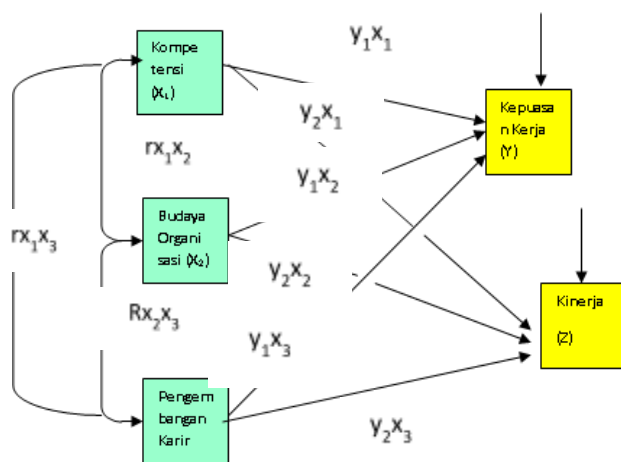 Kompe
tensi
(X₁)
y₁x₁
y₂x₁
Kepuasa
n Kerja
(Y)
rx₁x₂
y₁x₂
Budaya
Organi
sasi (X₂)
rx₁x₃
y₂x₂
Kinerja
(Z)
Rx₂x₃
y₁x₃
Pengem
bangan
Karir
y₂x₃